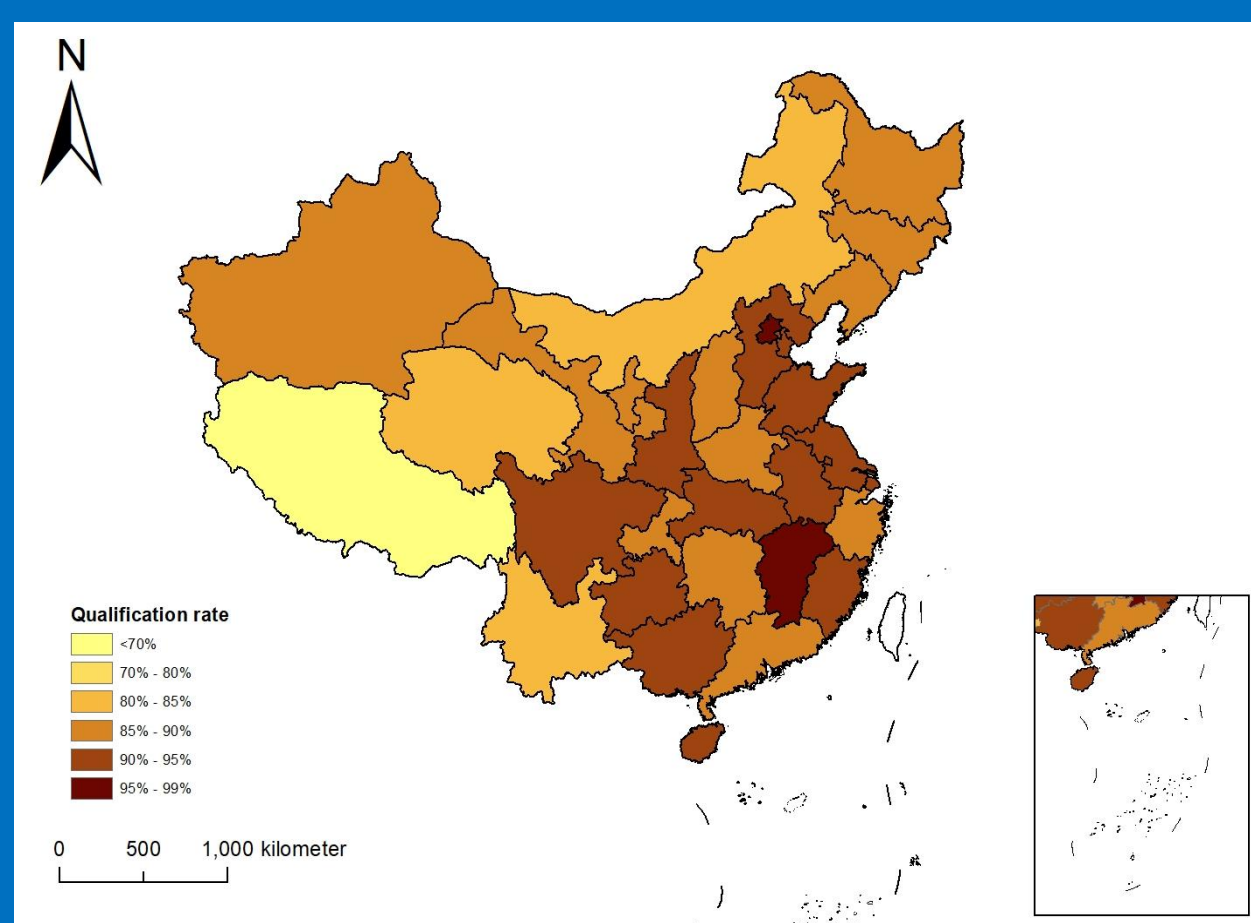 N
Qualification rate
<70%
70% - 80%
80% - 85%
85% - 90%
90% - 95%
95% - 99%
0 500 1,000 kilometer